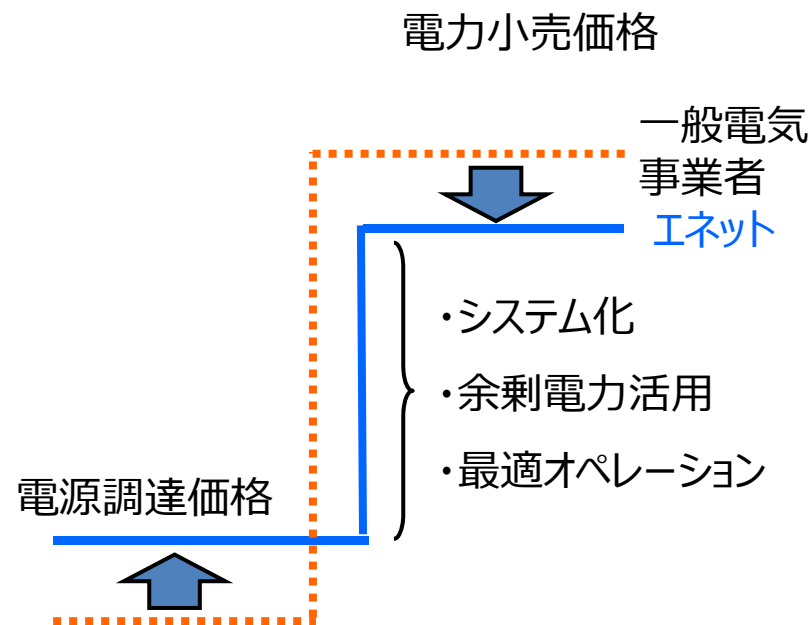 電力小売価格
一般電気
事業者
エネット
・システム化
・余剰電力活用
・最適オペレーション
電源調達価格